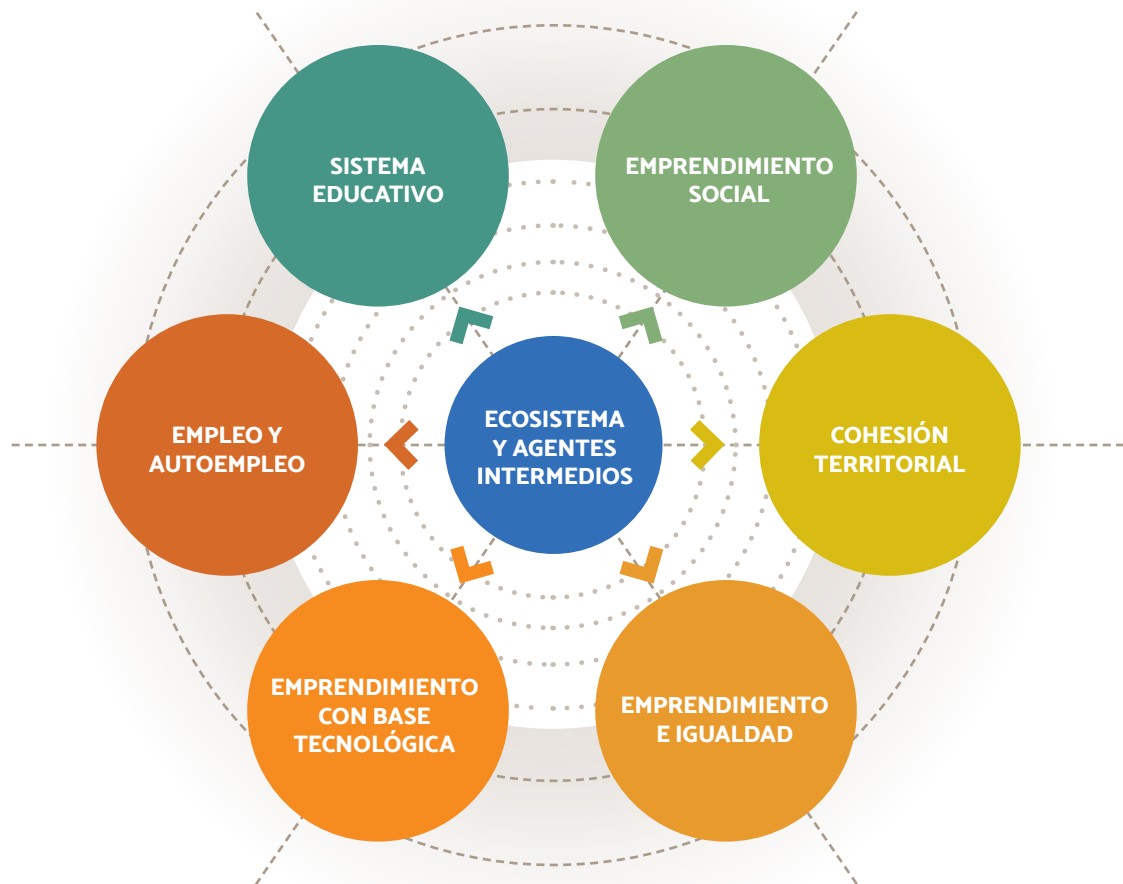 SISTEMA
EDUCATIVO
EMPRENDIMIENTO
SOCIAL
EMPLEO Y
AUTOEMPLEO
ECOSISTEMA
Y AGENTES
INTERMEDIOS
COHESIÓN
TERRITORIAL
EMPRENDIMIENTO
CON BASE
TECNOLÓGICA
EMPRENDIMIENTO
E IGUALDAD